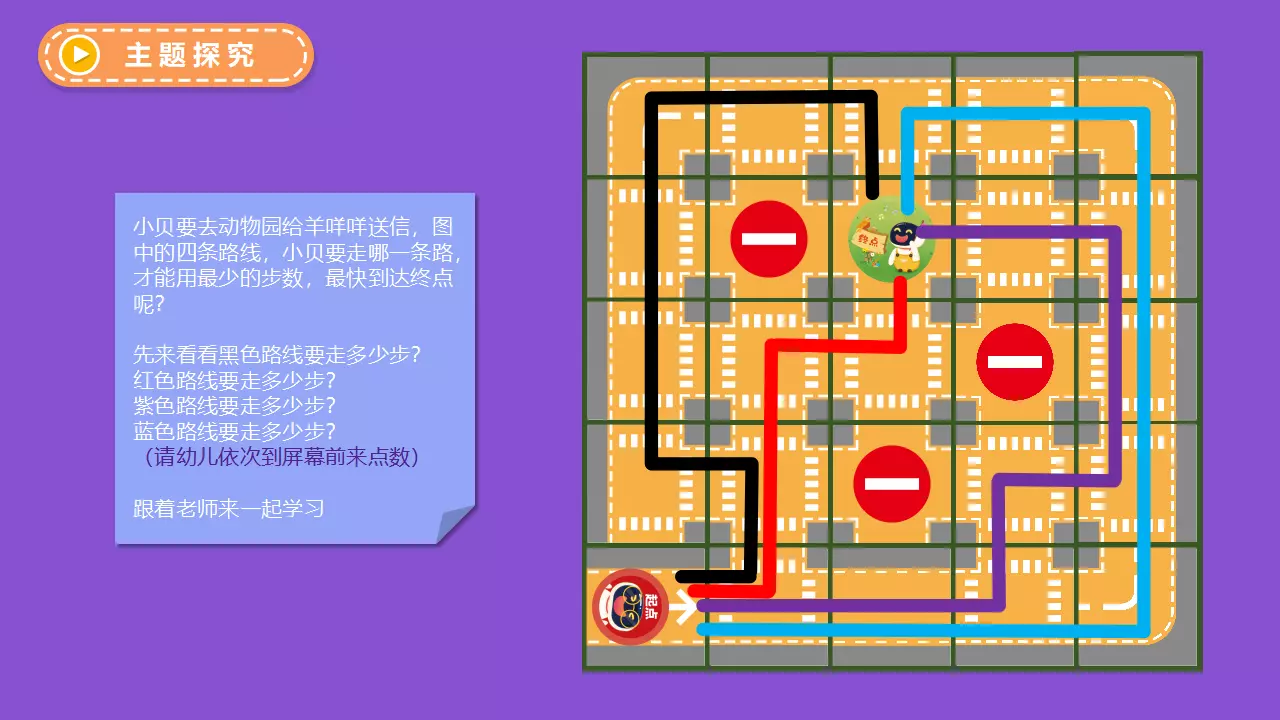 主题探究
小贝要去动物园给羊咩咩送信，图
中的四条路线，小贝要走哪一条路，
才能用最少的步数，最快到达终点
呢？
先来看看黑色路线要走多少步？
红色路线要走多少步？
紫色路线要走多少步？
蓝色路线要走多少步？
（请幼儿依次到屏幕前来点数）
跟着老师来一起学习
终点
起点